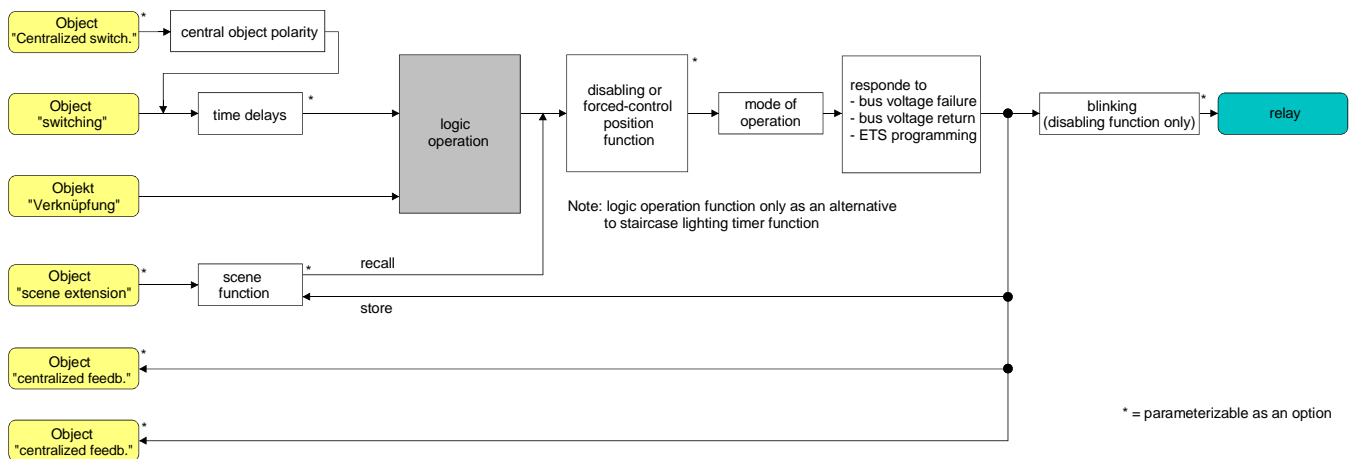 Object
"Centralized switch."
*
central object polarity
Object
"switching"
time delays
*
logic
operation
disabling or
forced-control
position
function
*
mode of
operation
responde to
- bus voltage failure
- bus voltage return
- ETS programming
blinking
(disabling function only)
*
relay
Objekt
"Verknüpfung"
Note: logic operation function only as an alternative
to staircase lighting timer function
Object
"scene extension"
*
scene
function
*
recall
store
Object
"centralized feedb."
*
Object
"centralized feedb."
*
* = parameterizable as an option